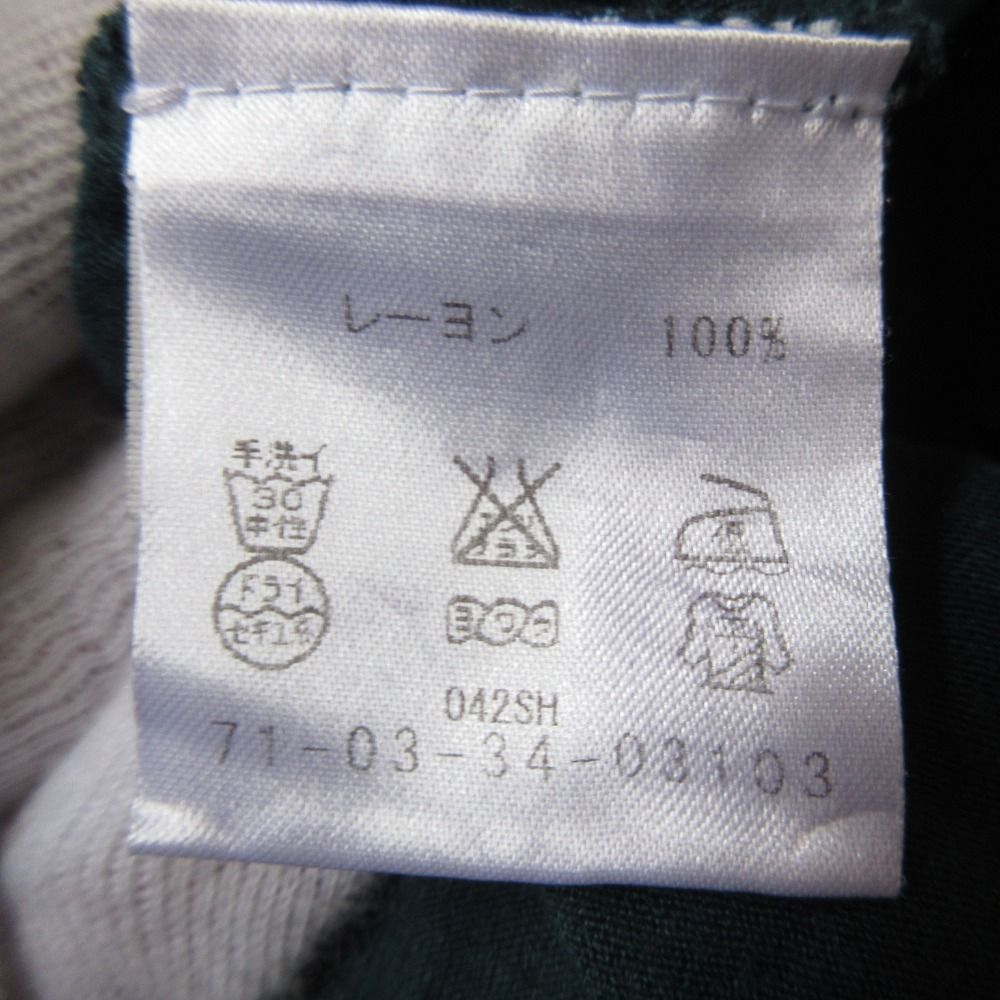 レーヨン 100%
手洗イ
30
中性
エンソ
サラシ
中
ドライ
セキユ系
ヨワク
042SH
71-03-34-03103